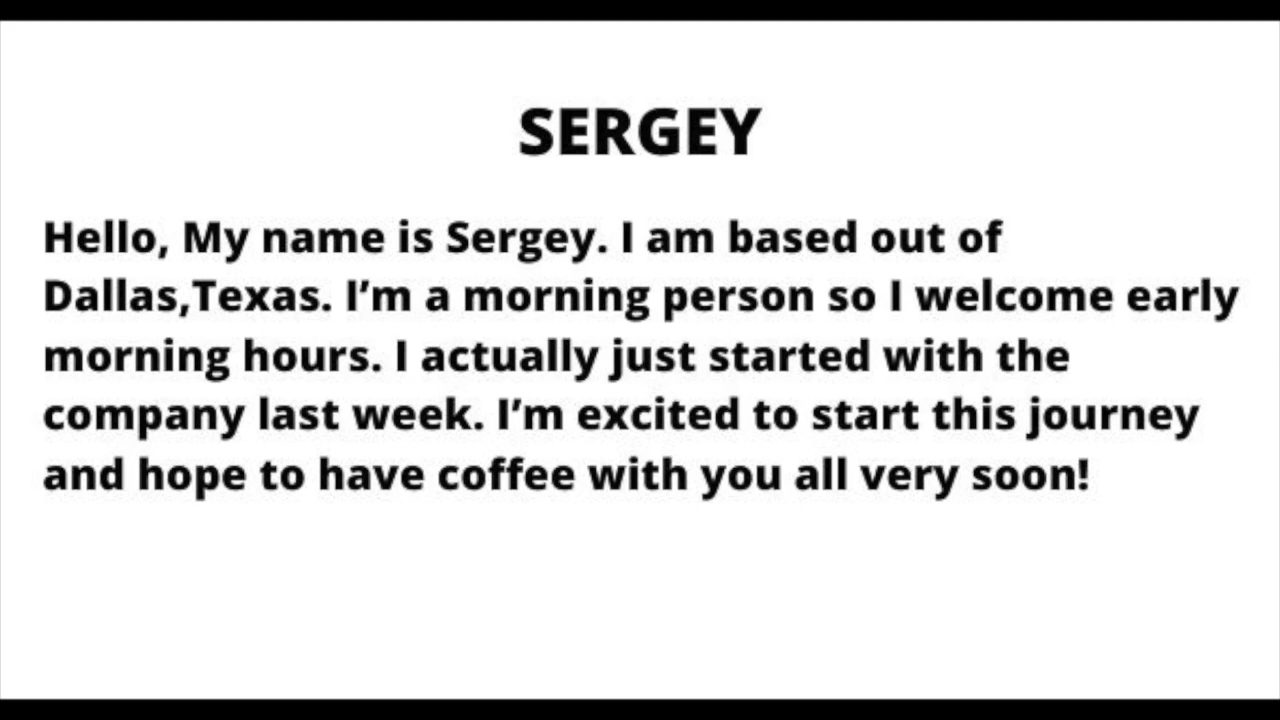 SERGEY
Hello, My name is Sergey. I am based out of
Dallas,Texas. I’m a morning person so I welcome early
morning hours. I actually just started with the
company last week. I’m excited to start this journey
and hope to have coffee with you all very soon!